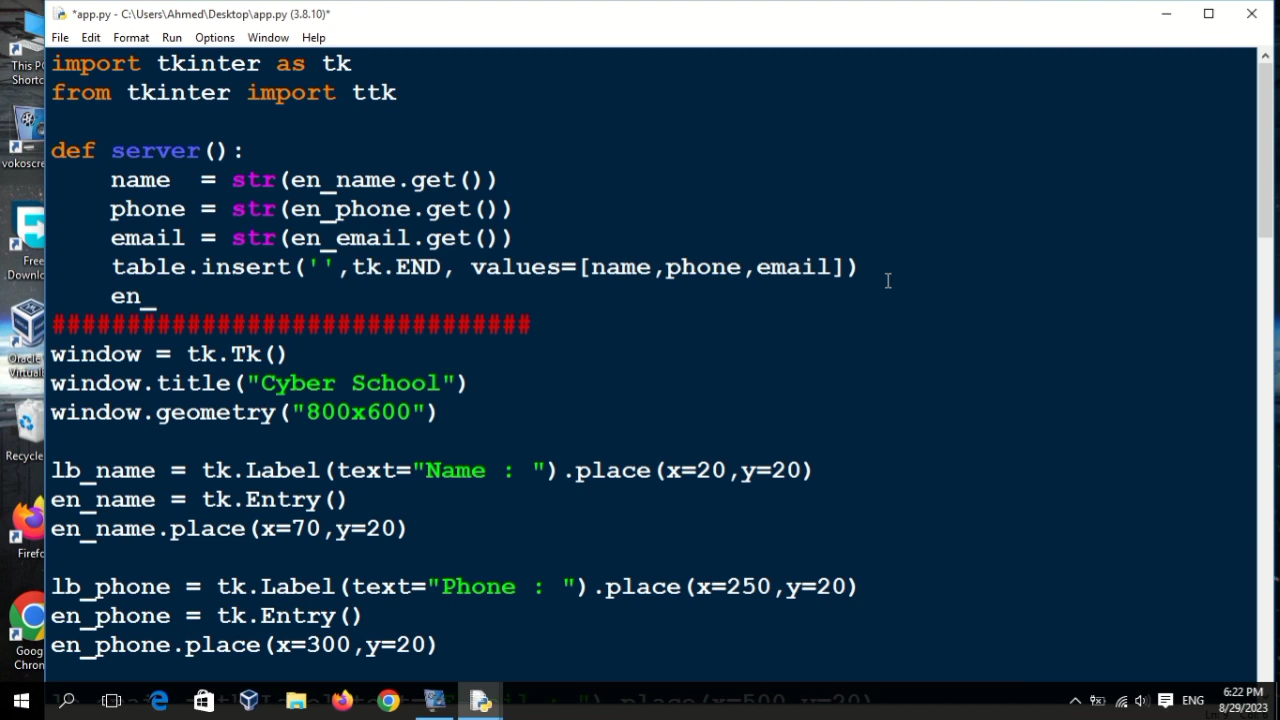 *app.py - C:\Users\Ahmed\Desktop\app.py (3.8.10)*
File Edit Format Run Options Window Help
This PC
Shortc
vokoscre
Free
Downlo
Oracle
Virtual
Recycle
Firefo
Goog
Chron
import tkinter as tk
from tkinter import ttk
def server():
name = str(en_name.get())
phone = str(en_phone.get())
email = str(en_email.get())
table.insert('',tk.END, values=[name,phone,email])
en_
################################
window = tk.Tk()
window.title("Cyber School")
window.geometry("800x600")
lb_name = tk.Label(text="Name : ").place(x=20,y=20)
en_name = tk.Entry()
en_name.place(x=70,y=20)
lb_phone = tk.Label(text="Phone : ").place(x=250,y=20)
en_phone = tk.Entry()
en_phone.place(x=300,y=20)
ENG
6:22 PM
8/29/2023